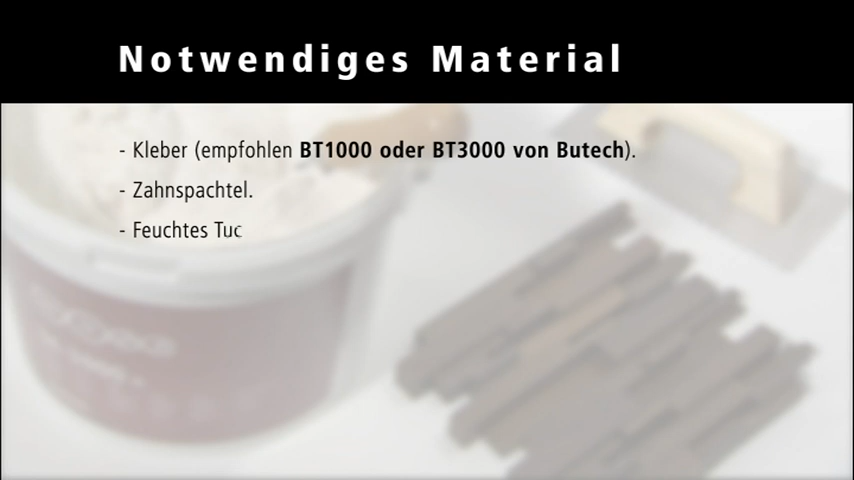 Notwendiges Material
- Kleber (empfohlen BT1000 oder BT3000 von Butech).
- Zahnspachtel.
- Feuchtes Tuc